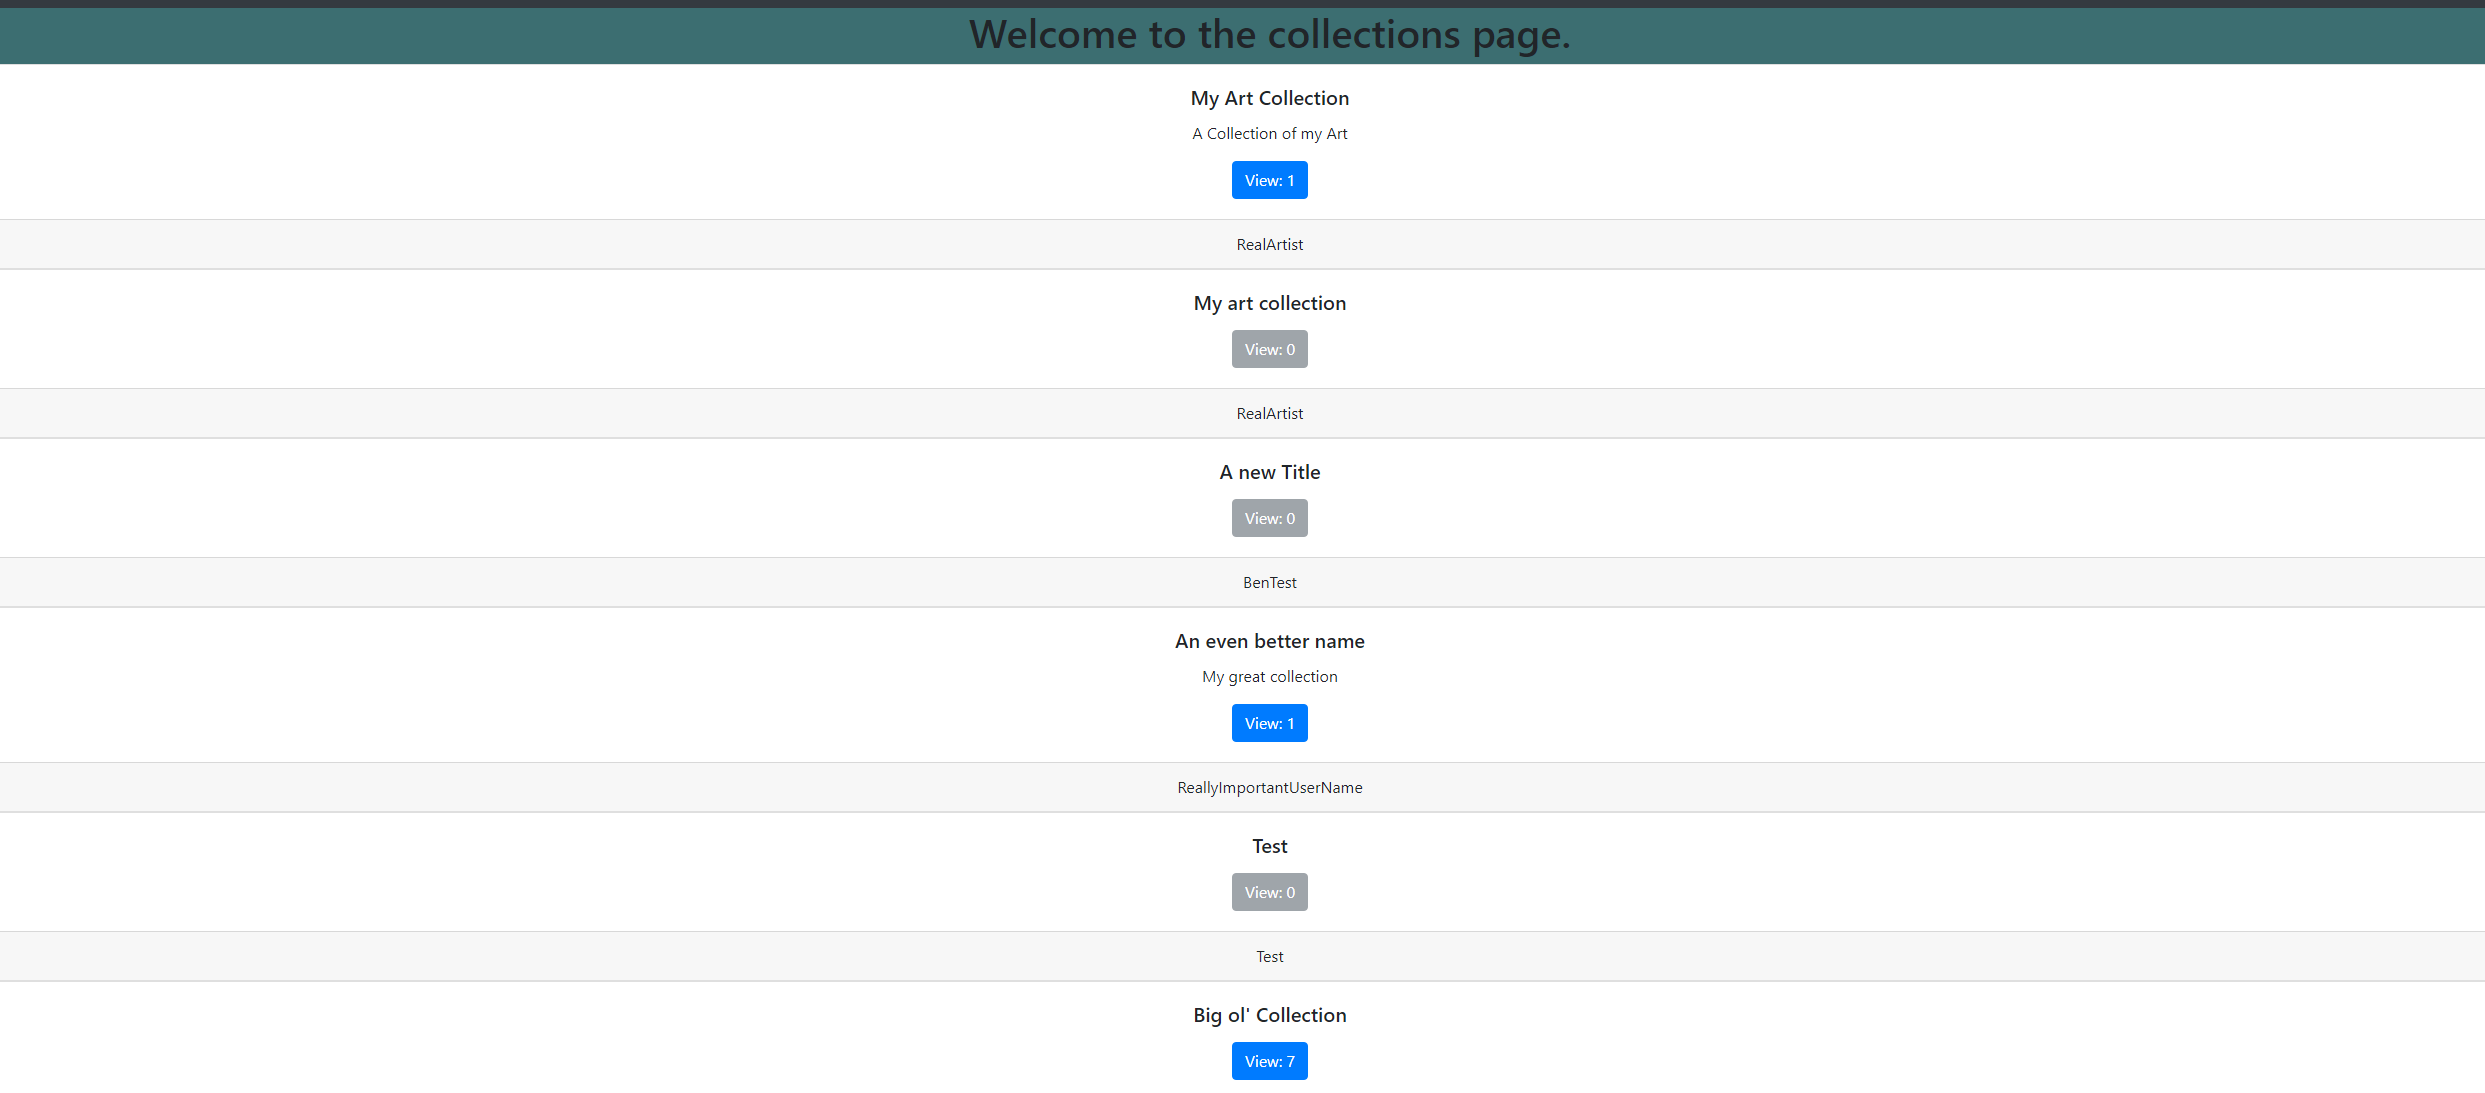 Welcome to the collections page.
My Art Collection
A Collection of my Art
View: 1
RealArtist
My art collection
View: 0
RealArtist
A new Title
View: 0
BenTest
An even better name
My great collection
View: 1
ReallyImportantUserName
Test
View: 0
Test
Big ol' Collection
View: 7